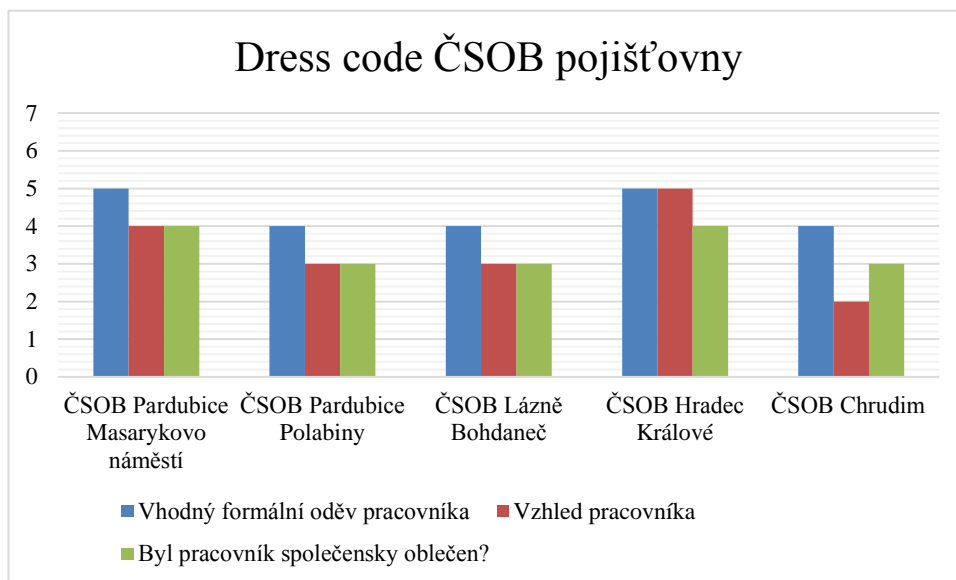 Dress code ČSOB pojišťovny
7
6
5
4
3
2
1
0
ČSOB Pardubice Masarykovo náměstí
ČSOB Pardubice Polabiny
ČSOB Lázně Bohdaneč
ČSOB Hradec Králové
ČSOB Chrudim
Vhodný formální oděv pracovníka
Vzhled pracovníka
Byl pracovník společensky oblečen?